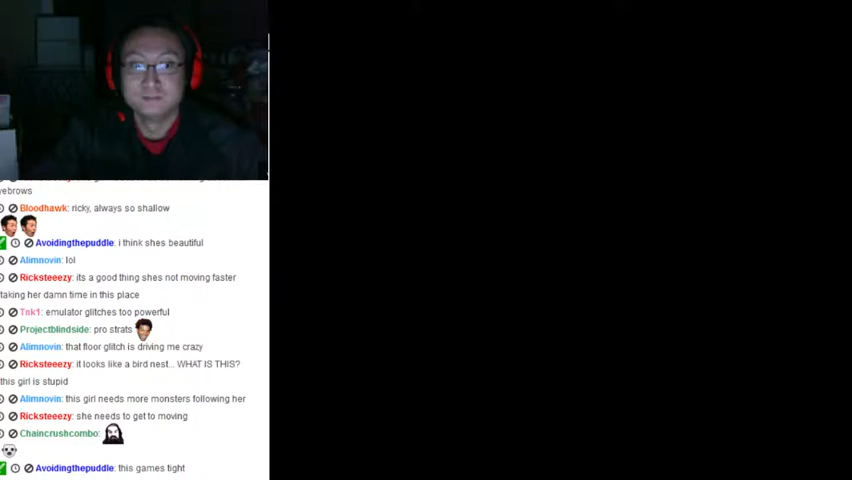 yebrows
Bloodhawk: ricky, always so shallow
Avoidingthepuddle: i think shes beautiful
Alimnovin: lol
Ricksteeezy: its a good thing shes not moving faster
taking her damn time in this place
Tnk1: emulator glitches too powerful
Projectblindside: pro strats
Alimnovin: that floor glitch is driving me crazy
Ricksteeezy: it looks like a bird nest... WHAT IS THIS?
this girl is stupid
Alimnovin: this girl needs more monsters following her
Ricksteeezy: she needs to get to moving
Chaincrushcombo:
Avoidingthepuddle: this games tight